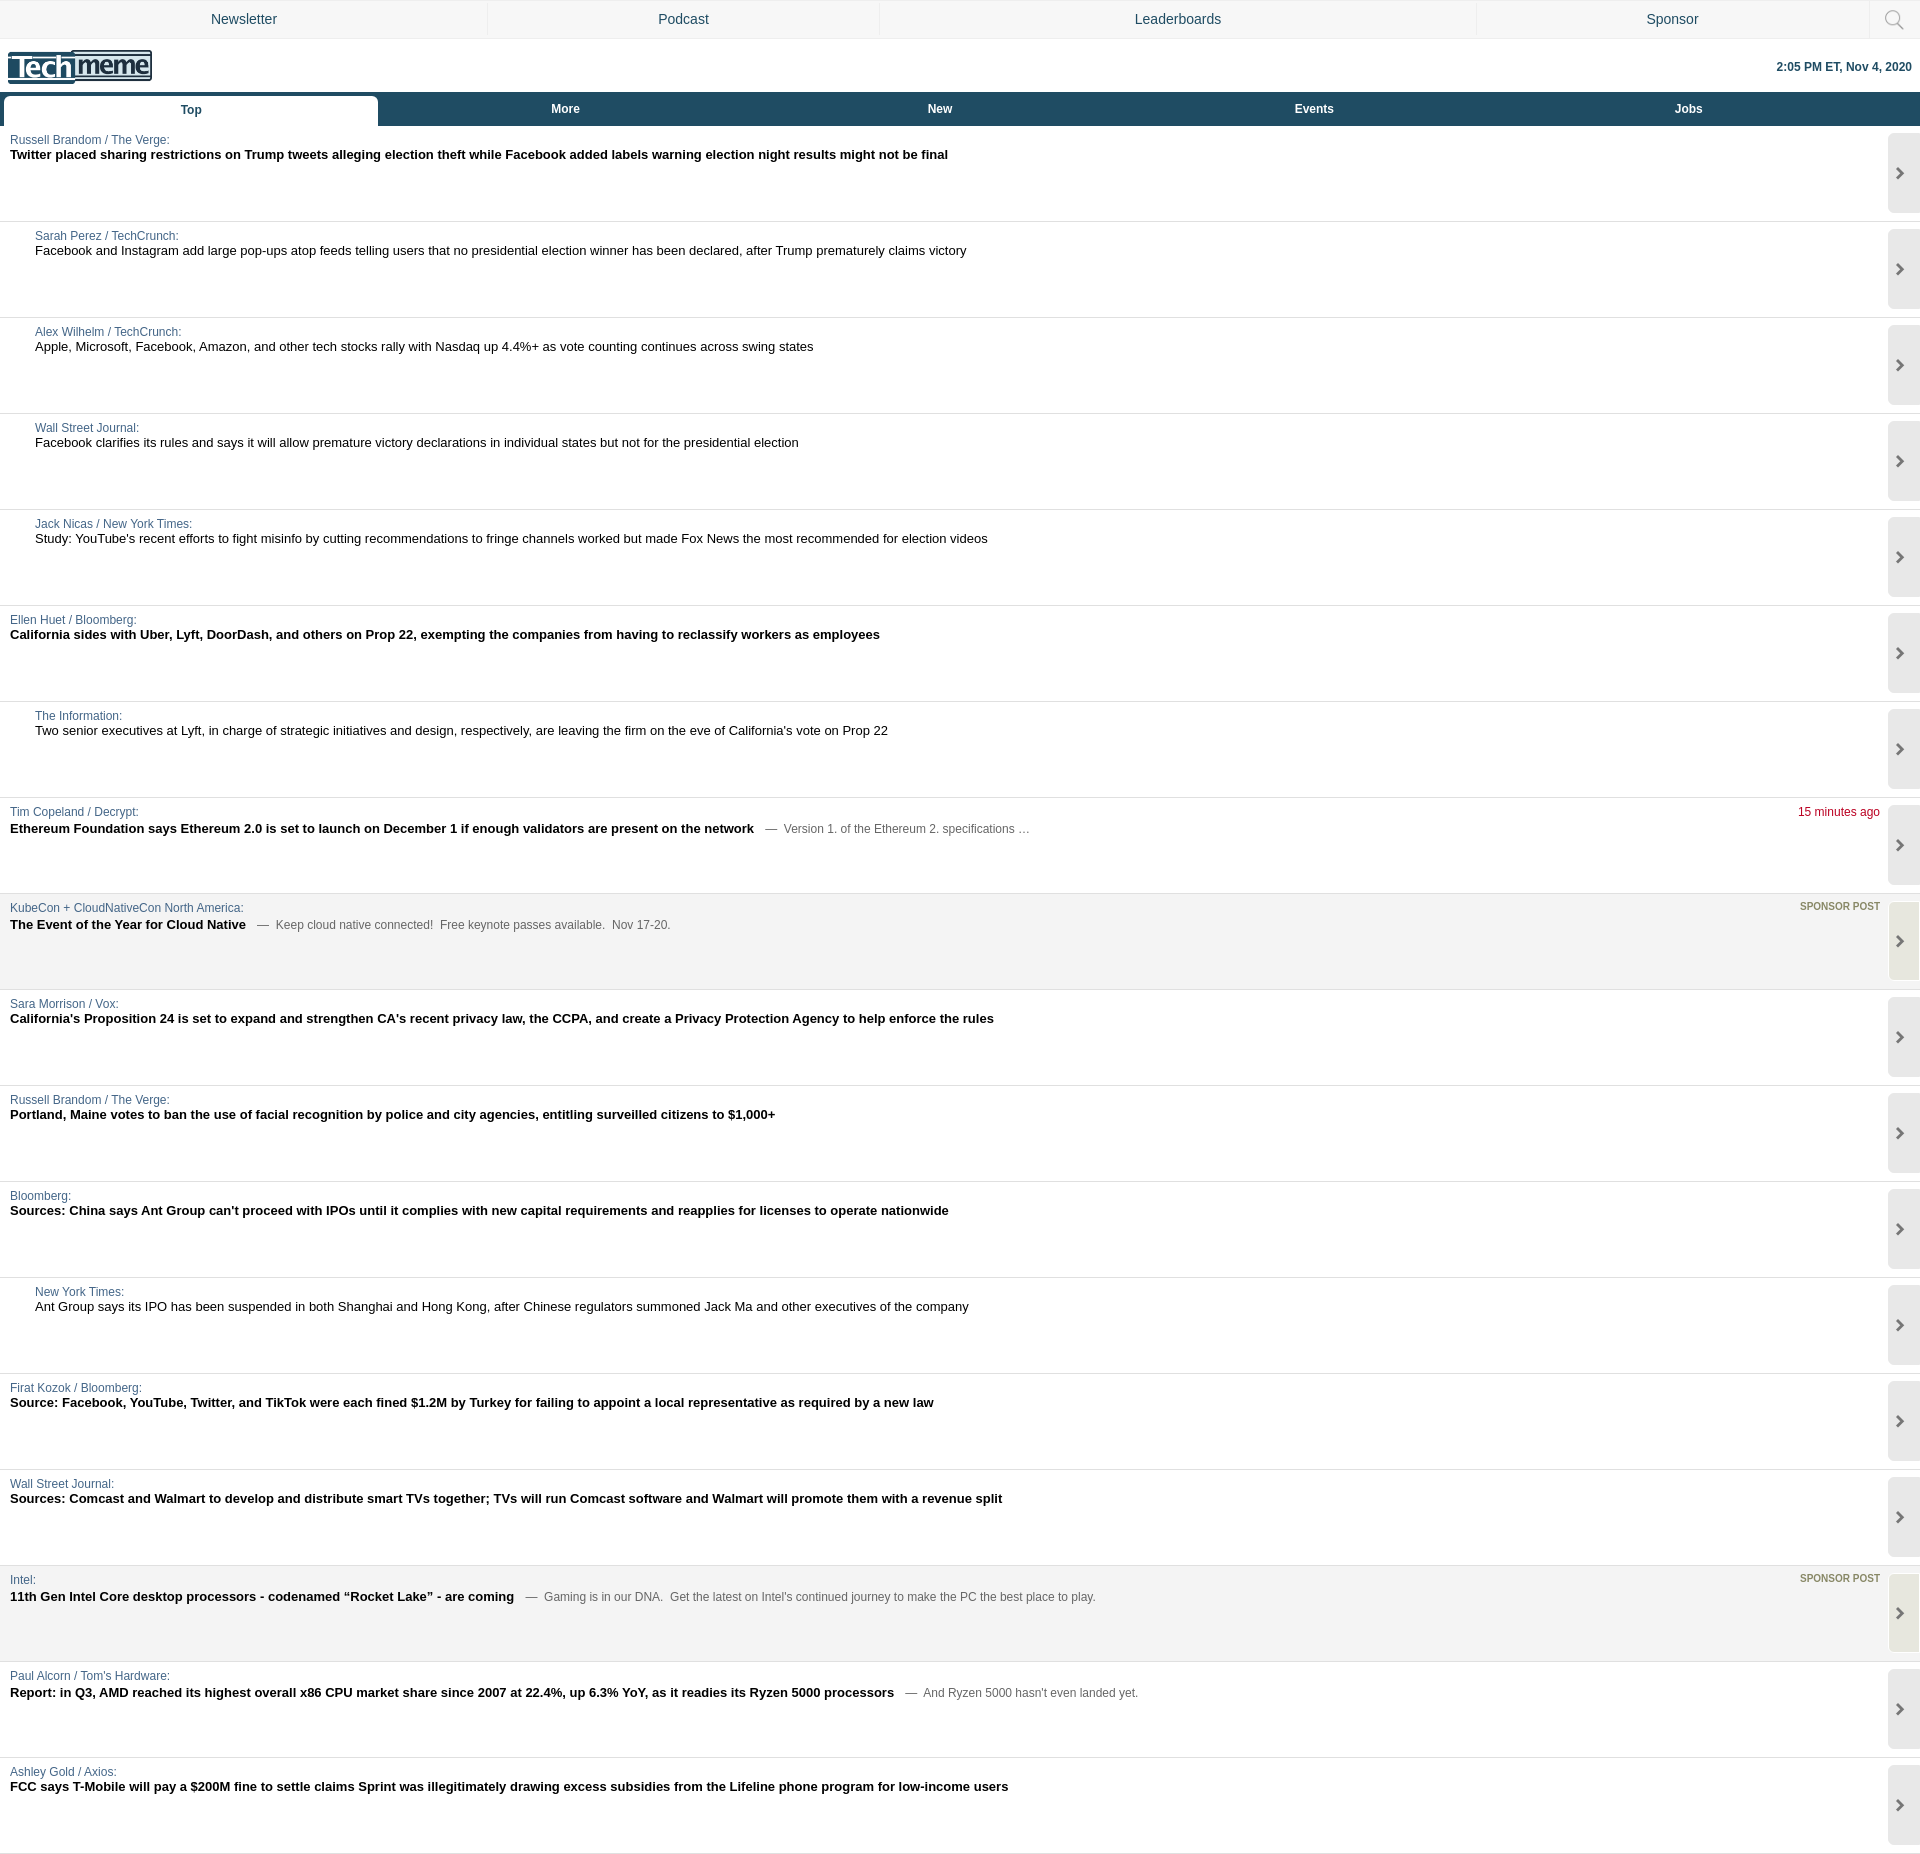 Newsletter
Podcast
Leaderboards
Sponsor
Techmeme
2:05 PM ET, Nov 4, 2020
Top
More
New
Events
Jobs
Russell Brandom / The Verge:
Twitter placed sharing restrictions on Trump tweets alleging election theft while Facebook added labels warning election night results might not be final
Sarah Perez / TechCrunch:
Facebook and Instagram add large pop-ups atop feeds telling users that no presidential election winner has been declared, after Trump prematurely claims victory
Alex Wilhelm / TechCrunch:
Apple, Microsoft, Facebook, Amazon, and other tech stocks rally with Nasdaq up 4.4%+ as vote counting continues across swing states
Wall Street Journal:
Facebook clarifies its rules and says it will allow premature victory declarations in individual states but not for the presidential election
Jack Nicas / New York Times:
Study: YouTube's recent efforts to fight misinfo by cutting recommendations to fringe channels worked but made Fox News the most recommended for election videos
Ellen Huet / Bloomberg:
California sides with Uber, Lyft, DoorDash, and others on Prop 22, exempting the companies from having to reclassify workers as employees
The Information:
Two senior executives at Lyft, in charge of strategic initiatives and design, respectively, are leaving the firm on the eve of California's vote on Prop 22
Tim Copeland / Decrypt:
15 minutes ago
Ethereum Foundation says Ethereum 2.0 is set to launch on December 1 if enough validators are present on the network — Version 1. of the Ethereum 2. specifications …
KubeCon + CloudNativeCon North America:
SPONSOR POST
The Event of the Year for Cloud Native — Keep cloud native connected! Free keynote passes available. Nov 17-20.
Sara Morrison / Vox:
California's Proposition 24 is set to expand and strengthen CA's recent privacy law, the CCPA, and create a Privacy Protection Agency to help enforce the rules
Russell Brandom / The Verge:
Portland, Maine votes to ban the use of facial recognition by police and city agencies, entitling surveilled citizens to $1,000+
Bloomberg:
Sources: China says Ant Group can't proceed with IPOs until it complies with new capital requirements and reapplies for licenses to operate nationwide
New York Times:
Ant Group says its IPO has been suspended in both Shanghai and Hong Kong, after Chinese regulators summoned Jack Ma and other executives of the company
Firat Kozok / Bloomberg:
Source: Facebook, YouTube, Twitter, and TikTok were each fined $1.2M by Turkey for failing to appoint a local representative as required by a new law
Wall Street Journal:
Sources: Comcast and Walmart to develop and distribute smart TVs together; TVs will run Comcast software and Walmart will promote them with a revenue split
Intel:
SPONSOR POST
11th Gen Intel Core desktop processors - codenamed “Rocket Lake” - are coming — Gaming is in our DNA. Get the latest on Intel's continued journey to make the PC the best place to play.
Paul Alcorn / Tom's Hardware:
Report: in Q3, AMD reached its highest overall x86 CPU market share since 2007 at 22.4%, up 6.3% YoY, as it readies its Ryzen 5000 processors — And Ryzen 5000 hasn't even landed yet.
Ashley Gold / Axios:
FCC says T-Mobile will pay a $200M fine to settle claims Sprint was illegitimately drawing excess subsidies from the Lifeline phone program for low-income users